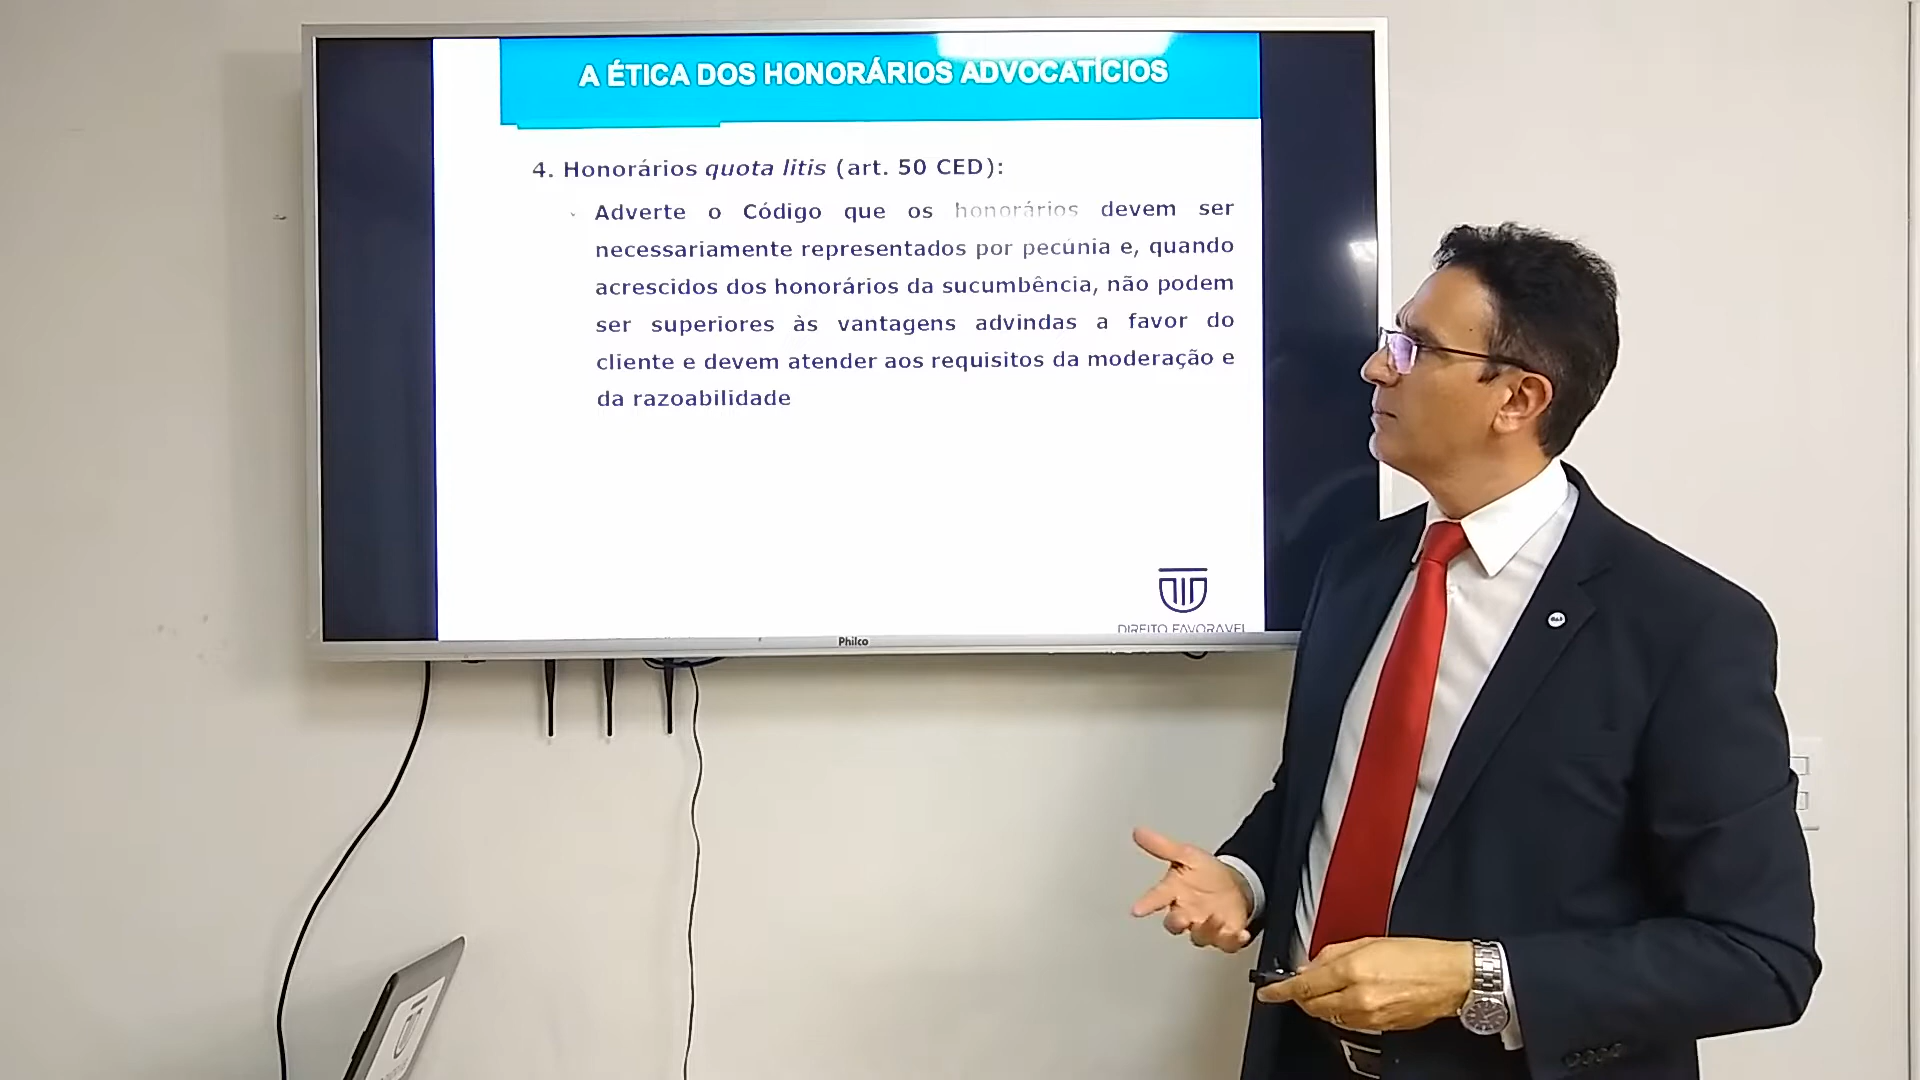 A ÉTICA DOS HONORÁRIOS ADVOCATÍCIOS
4. Honorários quota litis (art. 50 CED):
Adverte o Código que os honorários devem ser
necessariamente representados por pecúnia e, quando
acrescidos dos honorários da sucumbência, não podem
ser superiores às vantagens advindas a favor do
cliente e devem atender aos requisitos da moderação e
da razoabilidade
DIREITO FAVORAVEL
Philco